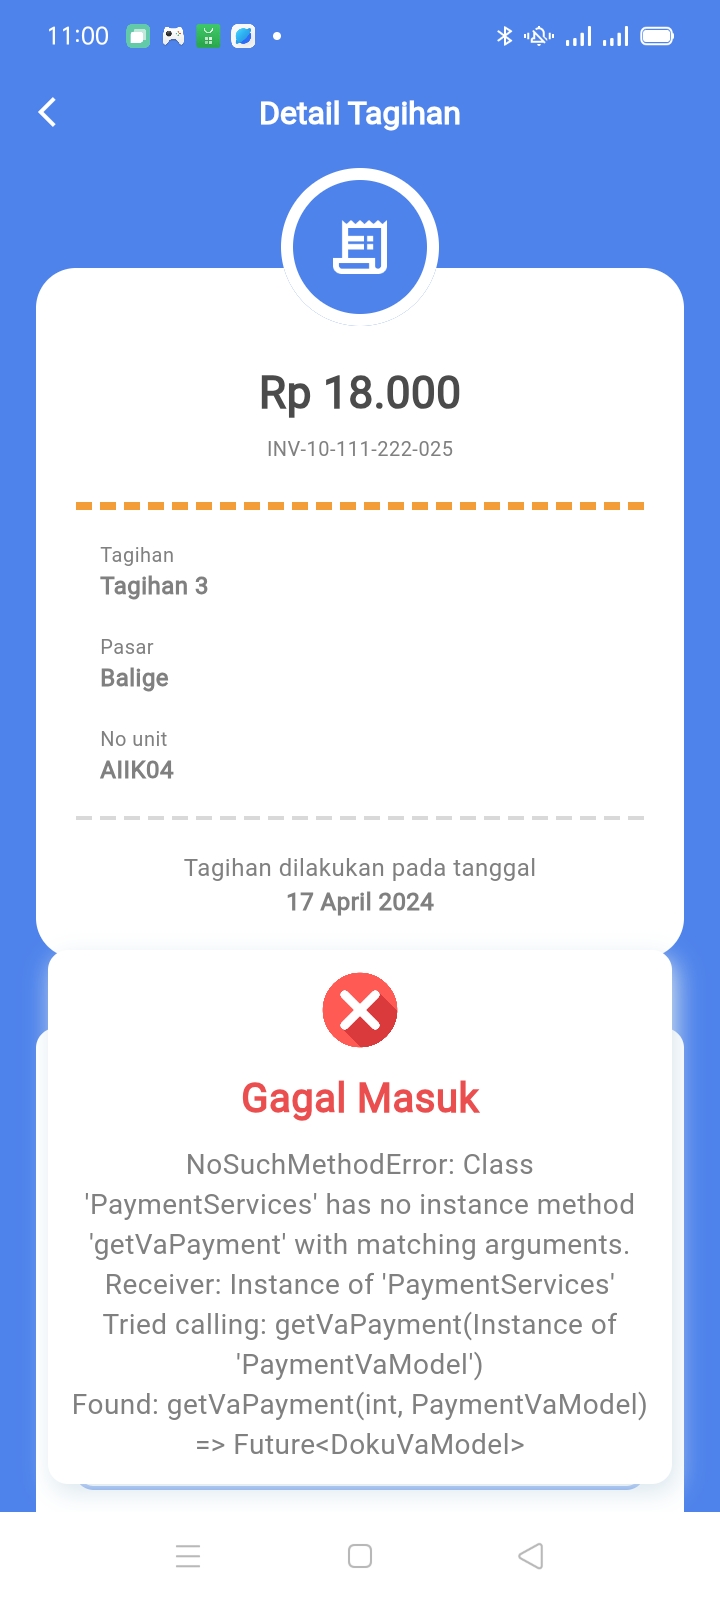 11:00
Detail Tagihan
Rp 18.000
INV-10-111-222-025
Tagihan
Tagihan 3
Pasar
Balige
No unit
AIIK04
Tagihan dilakukan pada tanggal
17 April 2024
Gagal Masuk
NoSuchMethodError: Class
'PaymentServices' has no instance method
'getVaPayment' with matching arguments.
Receiver: Instance of 'PaymentServices'
Tried calling: getVaPayment(Instance of
'PaymentVaModel')
Found: getVaPayment(int, PaymentVaModel)
=> Future<DokuVaModel>